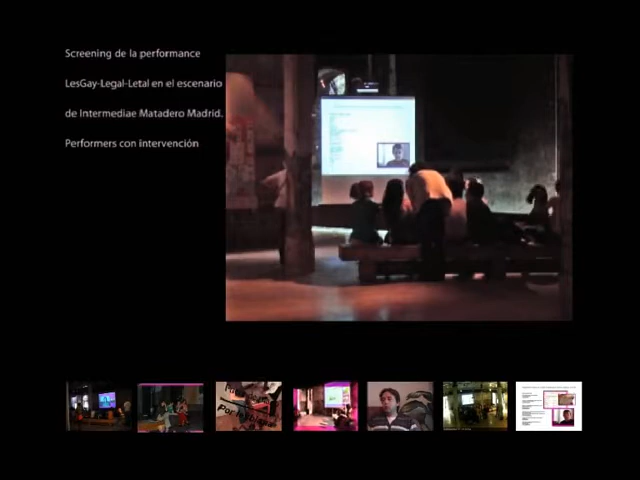 Screening de la performance
LesGay-Legal-Letal en el escenario
de Intermediae Matadero Madrid.
Performers con intervención